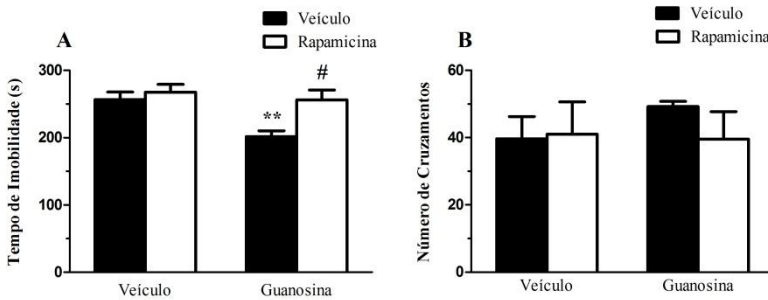 A
Veículo
Rapamicina
Tempo de Imobilidade (s)
300
200
100
0
**
#
Veículo
Guanosina
B
Veículo
Rapamicina
Número de Cruzamentos
60
40
20
0
Veículo
Guanosina